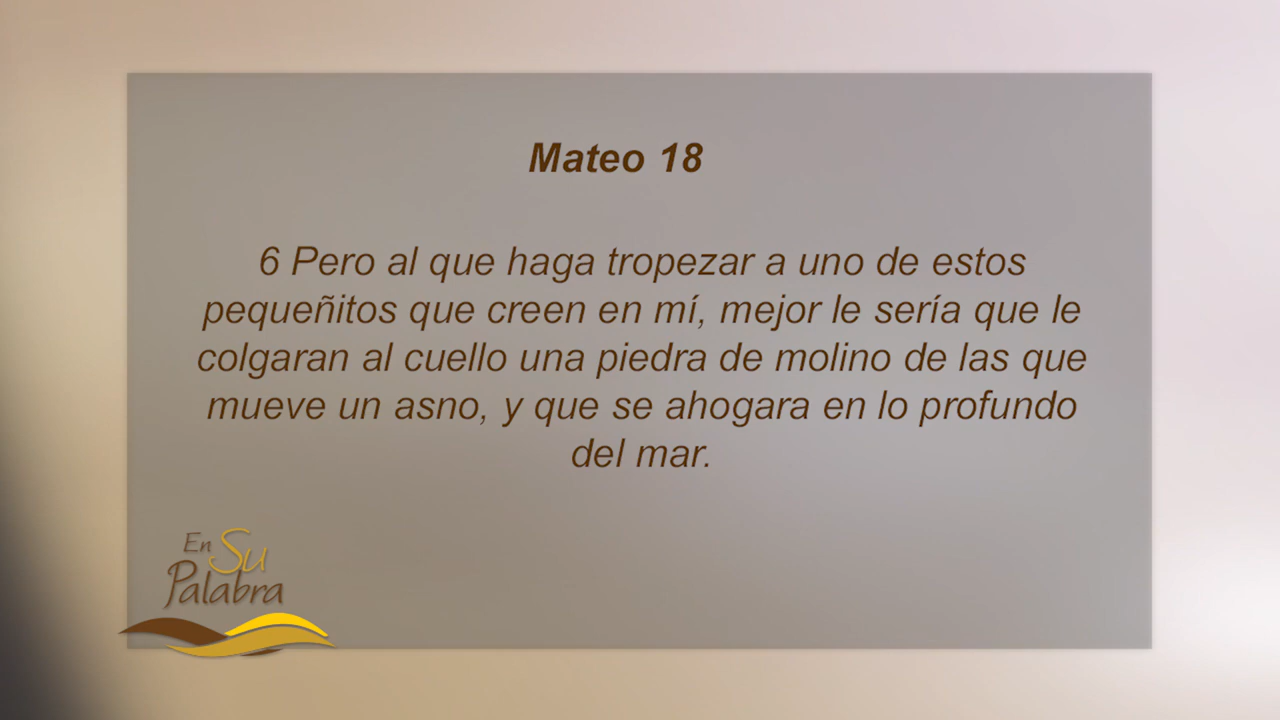 Mateo 18
6 Pero al que haga tropezar a uno de estos
pequeñitos que creen en mí, mejor le sería que le
colgaran al cuello una piedra de molino de las que
mueve un asno, y que se ahogara en lo profundo
del mar.
En Su
Palabra